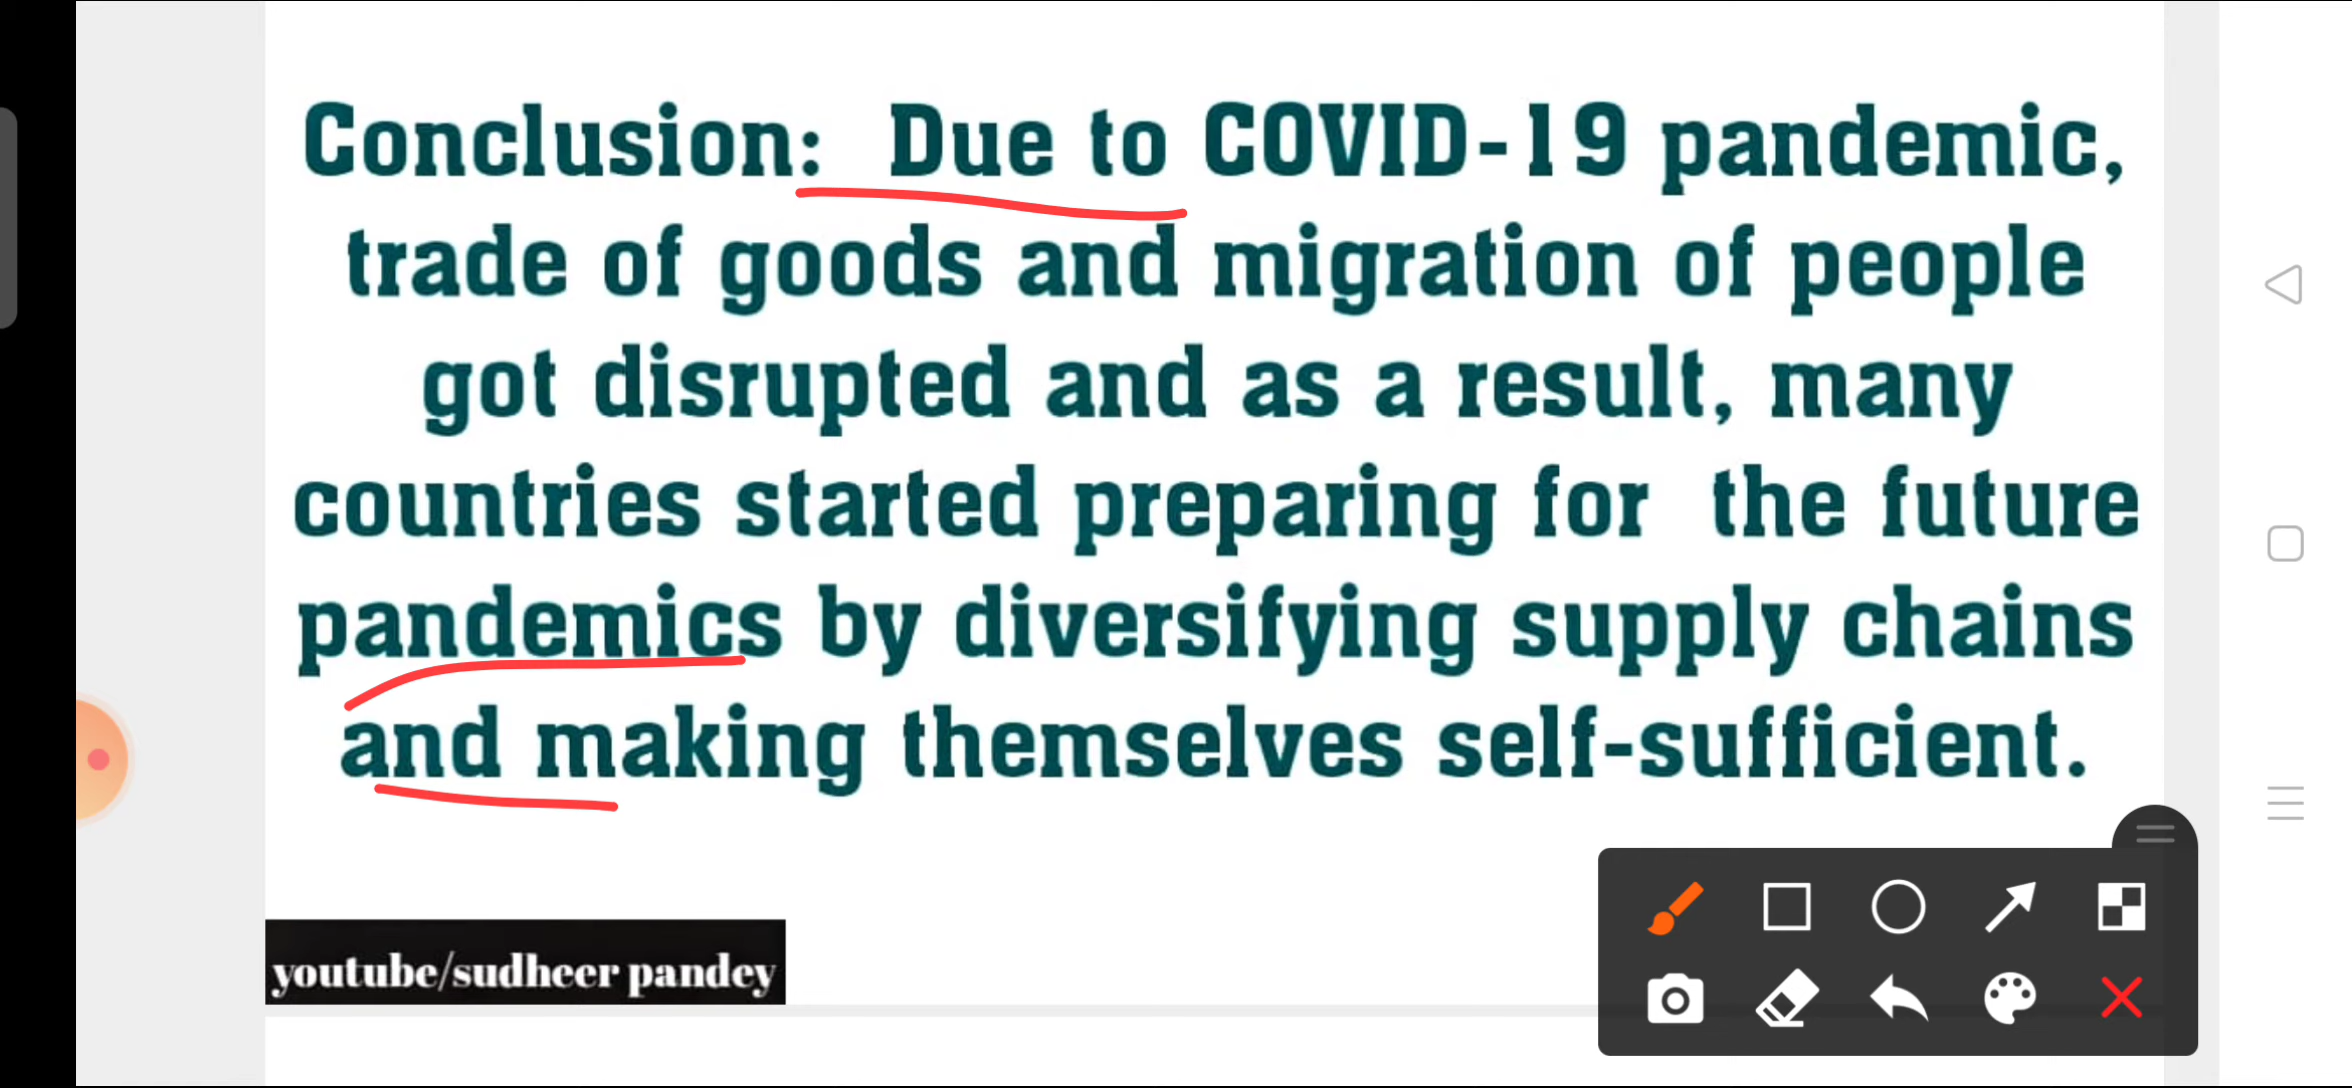 Conclusion: Due to COVID-19 pandemic,
trade of goods and migration of people
got disrupted and as a result, many
countries started preparing for the future
pandemics by diversifying supply chains
and making themselves self-sufficient.
youtube/sudheer pandey